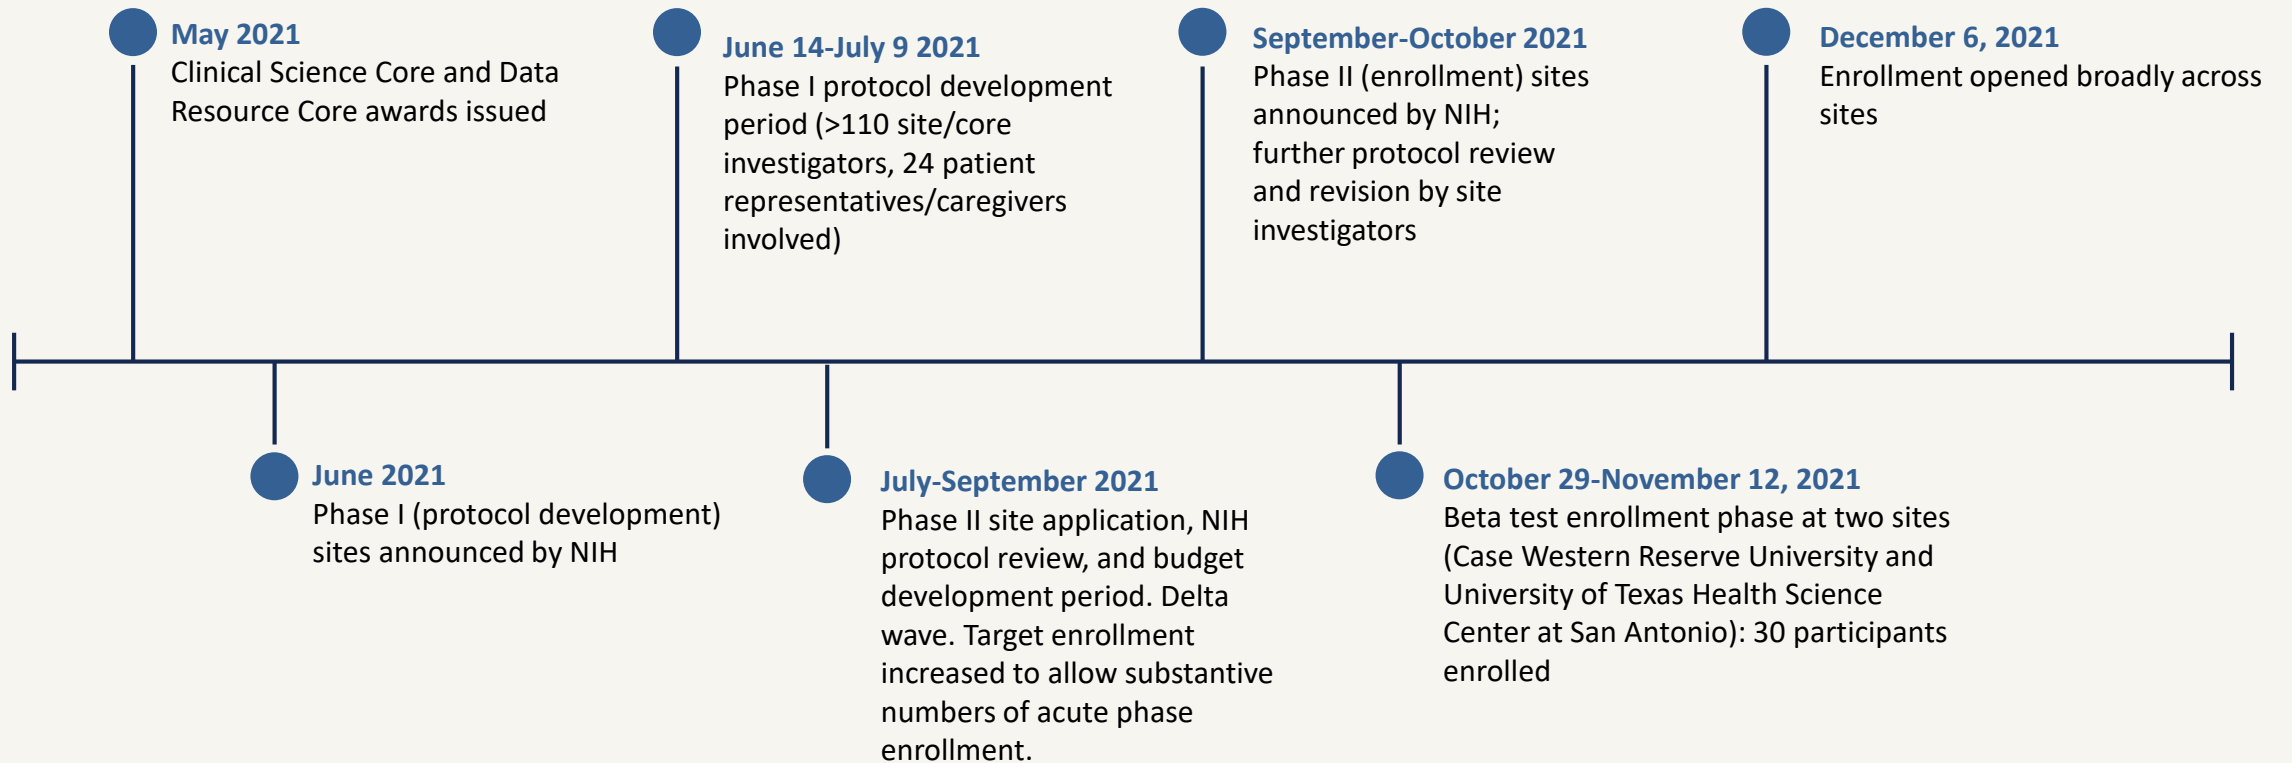 May 2021
Clinical Science Core and Data
Resource Core awards issued
June 14-July 9 2021
Phase I protocol development
period (>110 site/core
investigators, 24 patient
representatives/caregivers
involved)
September-October 2021
Phase II (enrollment) sites
announced by NIH;
further protocol review
and revision by site
investigators
December 6, 2021
Enrollment opened broadly across
sites
June 2021
Phase I (protocol development)
sites announced by NIH
July-September 2021
Phase II site application, NIH
protocol review, and budget
development period. Delta
wave. Target enrollment
increased to allow substantive
numbers of acute phase
enrollment.
October 29-November 12, 2021
Beta test enrollment phase at two sites
(Case Western Reserve University and
University of Texas Health Science
Center at San Antonio): 30 participants
enrolled